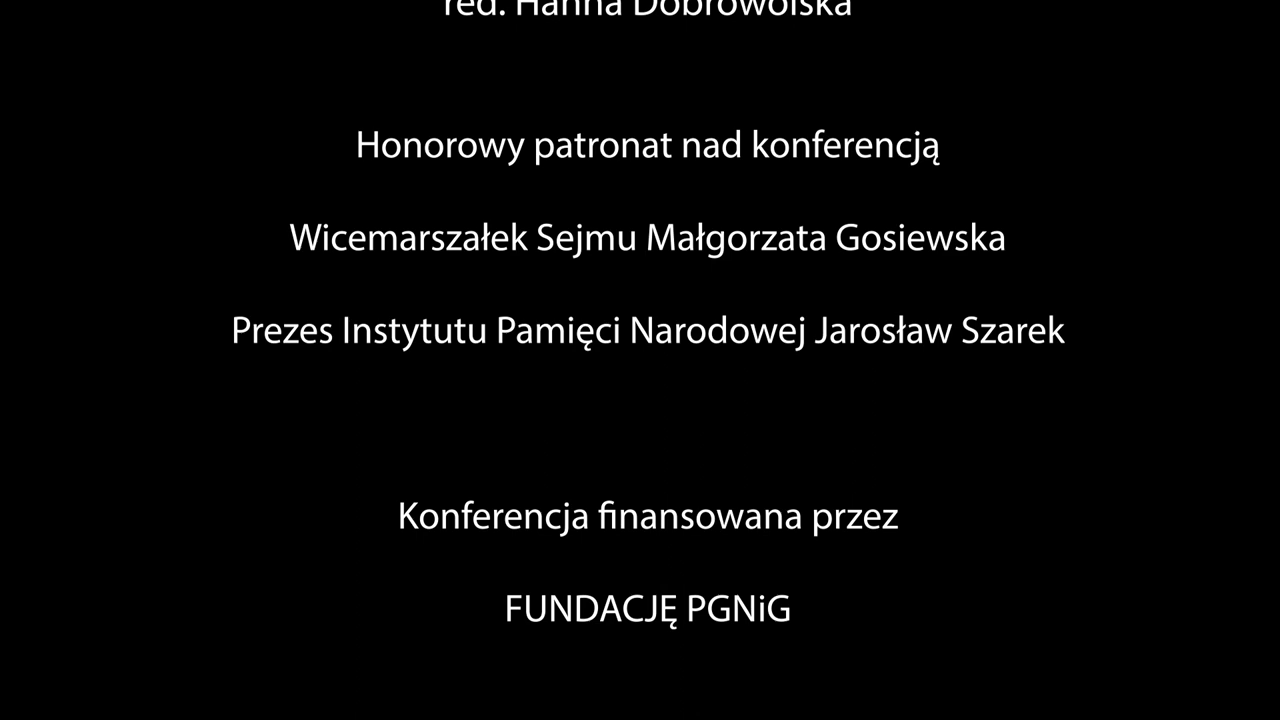 red. Hanna Dobrowolska
Honorowy patronat nad konferencją
Wicemarszałek Sejmu Małgorzata Gosiewska
Prezes Instytutu Pamięci Narodowej Jarosław Szarek
Konferencja finansowana przez
FUNDACJĘ PGNiG